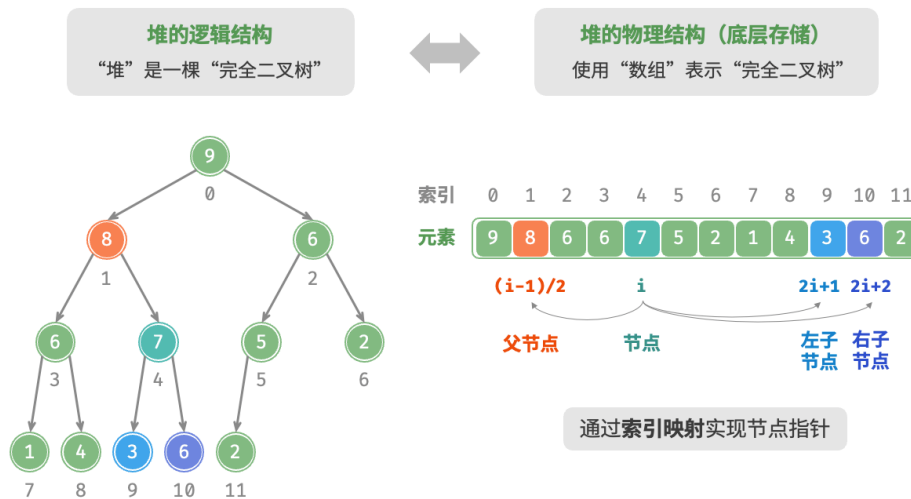 堆的逻辑结构
“堆”是一棵“完全二叉树”
堆的物理结构（底层存储）
使用“数组”表示“完全二叉树”
9
0
8
6
1
2
6
7
5
2
3
4
5
6
1
4
3
6
2
7
8
9
10
11
索引 0 1 2 3 4 5 6 7 8 9 10 11
元素 9 8 6 6 7 5 2 1 4 3 6 2
(i-1)/2 i 2i+1 2i+2
父节点 节点 左子节点 右子节点
通过索引映射实现节点指针